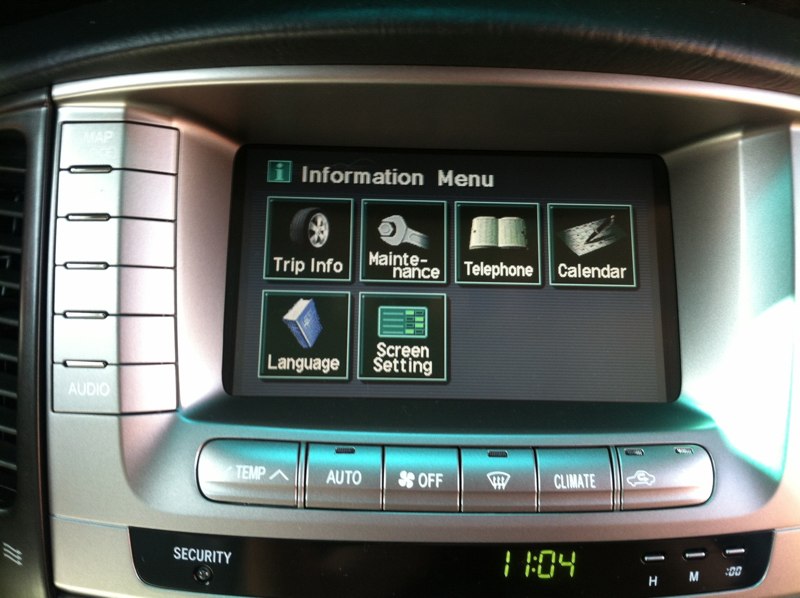 MAP
Information Menu
Trip Info
Mainte-
nance
Telephone
Calendar
Language
Screen
Setting
AUDIO
TEMP
AUTO
OFF
CLIMATE
SECURITY
11:04
H
M
:00